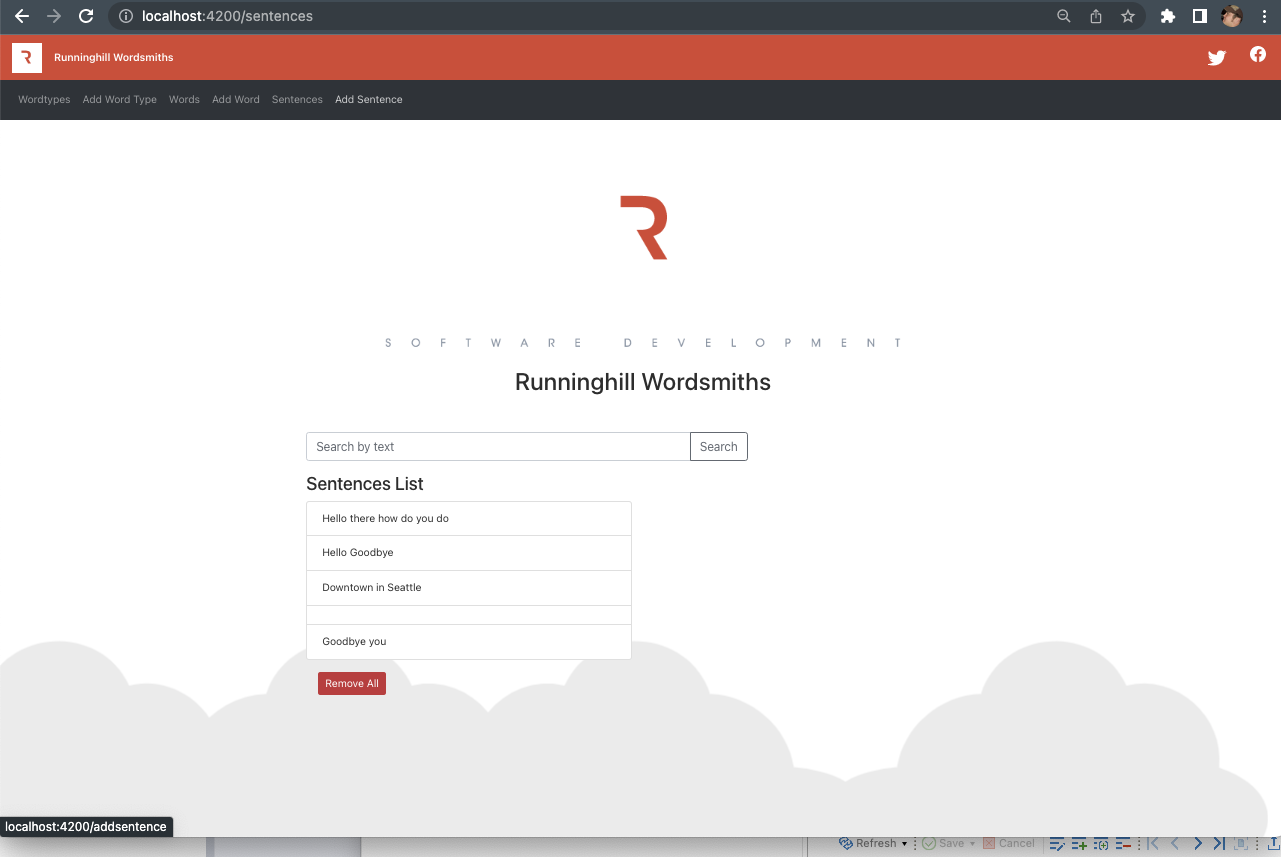 localhost:4200/sentences
Runninghill Wordsmiths
Wordtypes Add Word Type Words Add Word Sentences Add Sentence
R
SOFTWARE DEVELOPMENT
Runninghill Wordsmiths
Search by text Search
Sentences List
Hello there how do you do
Hello Goodbye
Downtown in Seattle
Goodbye you
Remove All
localhost:4200/addsentence
Refresh Save Cancel